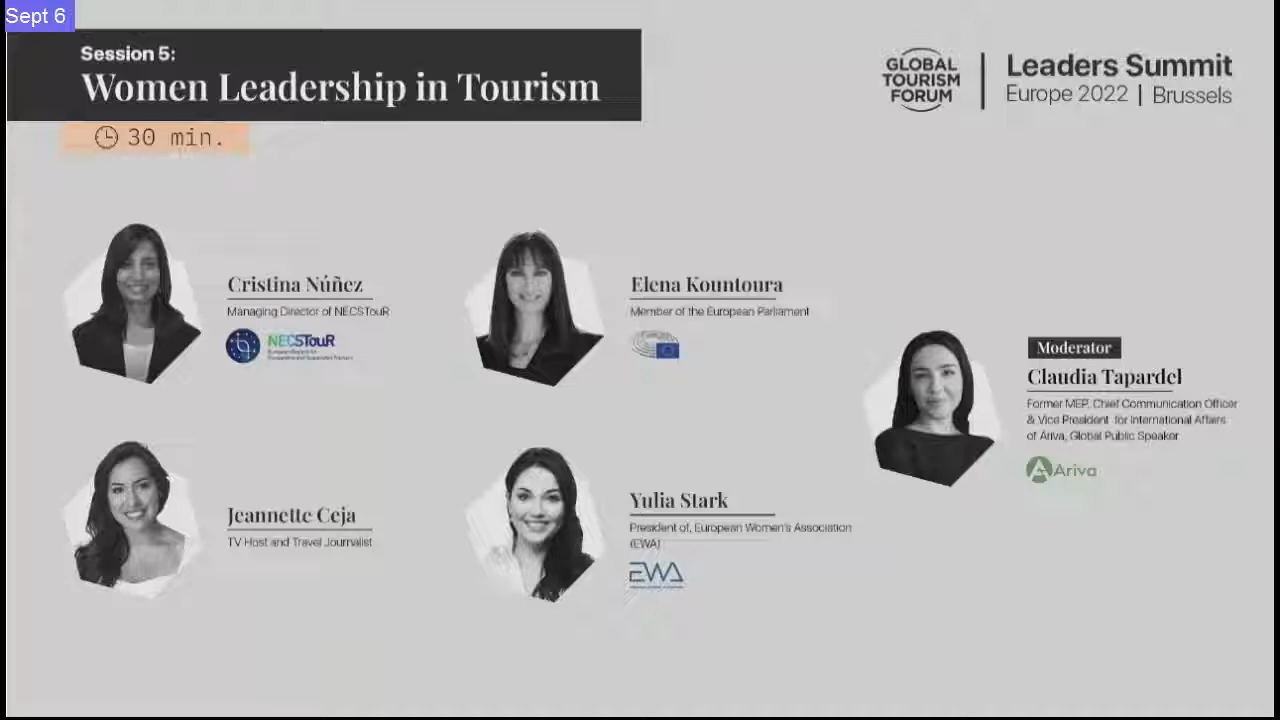 Sept 6
Session 5:
Women Leadership in Tourism
30 min.
GLOBAL
TOURISM
FORUM
Leaders Summit
Europe 2022 | Brussels
Cristina Núñez
Managing Director of NECSTouR
NECSTouR
Elena Kountoura
Member of the European Parliament
Jeannette Ceja
TV Host and Travel Journalist
Yulia Stark
President of, European Women's Association
(EWA)
EWA
Moderator
Claudia Tapardel
Former MEP, Chief Communication Officer
& Vice President for International Affairs
of Ariva, Global Public Speaker
Ariva